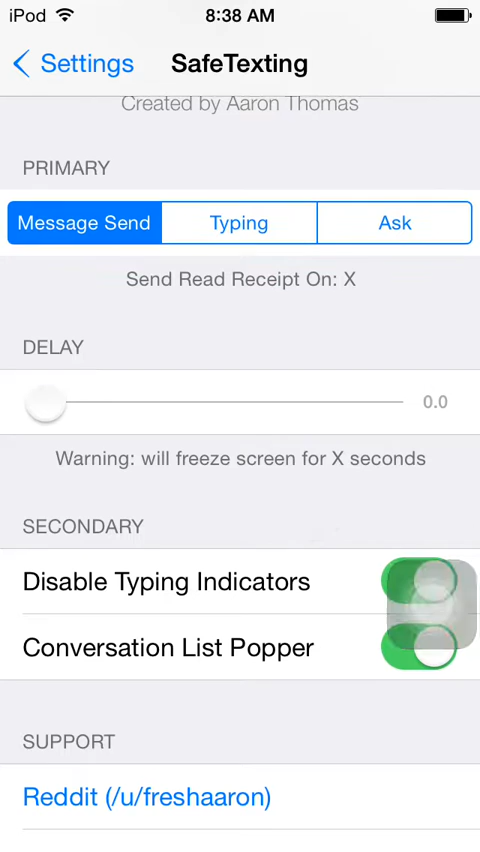 iPod 8:38 AM
Settings SafeTexting
Created by Aaron Thomas
PRIMARY
Message Send Typing Ask
Send Read Receipt On: X
DELAY
0.0
Warning: will freeze screen for X seconds
SECONDARY
Disable Typing Indicators
Conversation List Popper
SUPPORT
Reddit (/u/freshaaron)